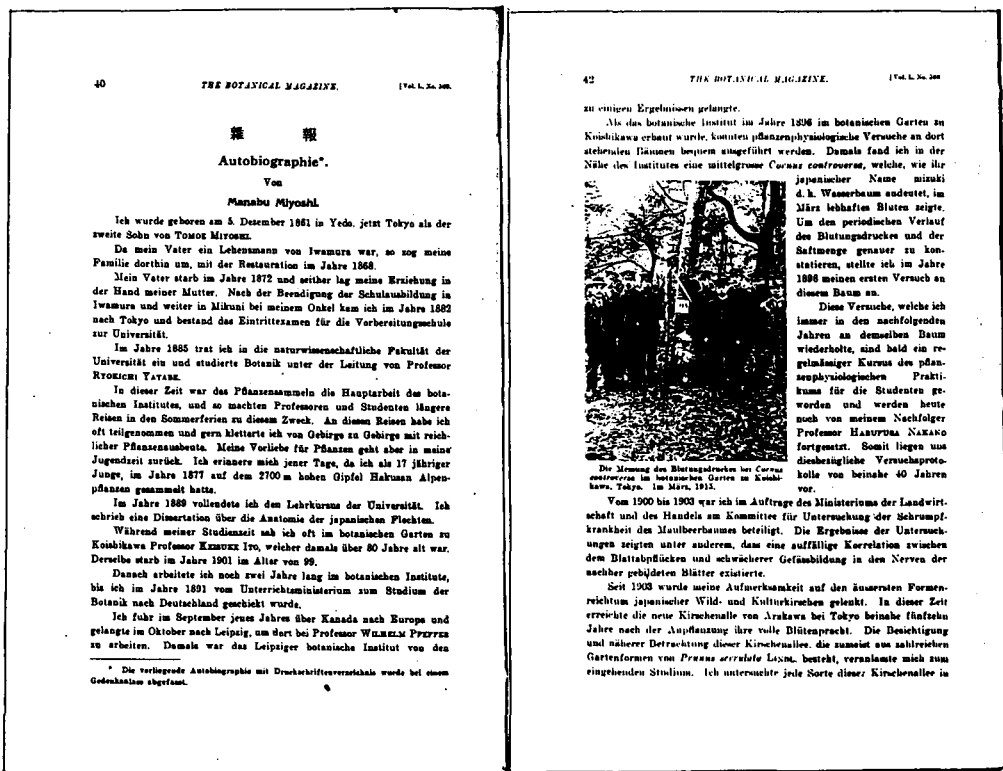 40
THE BOTANICAL MAGAZINE.
[Vol. L, No.
雜 報
Autobiographie*.
Von
Manabu Miyoshi.
Ich wurde geboren am 5. Dezember 1861 in Yedo, jetzt Tokyo als der
zweite Sohn von TOMOE MIYOSHI.
Da mein Vater ein Lehensmann von Iwamura war, so zog meine
Familie dorthin um, mit der Restauration im Jahre 1868.
Mein Vater starb im Jahre 1872 und seither lag meine Erziehung in
der Hand meiner Mutter. Nach der Beendigung der Schulausbildung in
Iwamura und weiter in Mikuni bei meinem Onkel kam ich im Jahre 1882
nach Tokyo und bestand das Eintrittexamen für die Vorbereitungsschule
zur Universität.
Im Jahre 1885 trat ich in die naturwissenschaftliche Fakultät der
Universität ein und studierte Botanik unter der Leitung von Professor
RYOKICHI YATABE.
In dieser Zeit war das Pflanzensammeln die Hauptarbeit des bota-
nischen Institutes, und so machten Professoren und Studenten längere
Reisen in den Sommerferien zu diesem Zweck. An diesen Reisen habe ich
oft teilgenommen und gern kletterte ich von Gebirge zu Gebirge mit reich-
licher Pflanzenausbeute. Meine Vorliebe für Pflanzen geht aber in meine
Jugendzeit zurück. Ich erinnere mich jener Tage, da ich als 17 jähriger
Junge, im Jahre 1877 auf dem 2700 m hohen Gipfel Hakusan Alpen-
pflanzen gesammelt hatte.
Im Jahre 1889 vollendete ich den Lehrkursus der Universität. Ich
schrieb eine Dissertation über die Anatomie der japanischen Flechten.
Während meiner Studienzeit sah ich oft im botanischen Garten zu
Koishikawa Professor KEISUKE ITO, welcher damals über 80 Jahre alt war.
Derselbe starb im Jahre 1901 im Alter von 99.
Danach arbeitete ich noch zwei Jahre lang im botanischen Institute,
bis ich im Jahre 1891 vom Unterrichtsministerium zum Studium der
Botanik nach Deutschland geschickt wurde.
Ich fuhr im September jenes Jahres über Kanada nach Europa und
gelangte im Oktober nach Leipzig, um dort bei Professor WILHELM PFEFFER
zu arbeiten. Damals war das Leipziger botanische Institut von den
* Die vorliegende Autobiographie mit Druckschriftenverzeichnis wurde bei einem
Gedenkanlass abgefasst.
42
THE BOTANICAL MAGAZINE.
[Vol. L, No.
zu einigen Ergebnissen gelangte.
Als das botanische Institut im Jahre 1896 im botanischen Garten zu
Koishikawa erbaut wurde, konnten pflanzenphysiologische Versuche an dort
stehenden Bäumen bequem ausgeführt werden. Damals fand ich in der
Nähe des Institutes eine mittelgrosse Cornus controversa, welche, wie ihr
japanischer Name mizuki
d. h. Wasserbaum andeutet, im
März lebhaftes Bluten zeigte.
Um den periodischen Verlauf
des Blutungsdruckes und der
Saftmenge genauer zu kon-
statieren, stellte ich im Jahre
1896 meinen ersten Versuch an
diesem Baum an.
Diese Versuche, welche ich
immer in den nachfolgenden
Jahren an demselben Baum
wiederholte, sind bald ein re-
gelmässiger Kursus des pflan-
zenphysiologischen Prakti-
kums für die Studenten ge-
worden und werden heute
noch von meinem Nachfolger
Professor HARUFUSA NAKANO
fortgesetzt. Somit liegen uns
diesbezügliche Versuchsproto-
kolle von beinahe 40 Jahren
vor.
Die Messung des Blutungsdruckes bei Cornus
controversa im botanischen Garten zu Koishi-
kawa, Tokyo. Im März, 1913.
Vom 1900 bis 1903 war ich im Auftrage des Ministeriums der Landwirt-
schaft und des Handels am Kommittee für Untersuchung der Schrumpf-
krankheit des Maulbeerbaumes beteiligt. Die Ergebnisse der Untersuch-
ungen zeigten unter anderem, dass eine auffällige Korrelation zwischen
dem Blattabpflücken und schwächerer Gefässbildung in den Nerven der
nachher gebildeten Blätter existierte.
Seit 1903 wurde meine Aufmerksamkeit auf den äussersten Formen-
reichtum japanischer Wild- und Kulturkirschen gelenkt. In dieser Zeit
erreichte die neue Kirschenalle von Arakawa bei Tokyo beinahe fünfzehn
Jahre nach der Anpflanzung ihre volle Blütenpracht. Die Besichtigung
und näherer Betrachtung dieser Kirschenallee, die zumeist aus zahlreichen
Gartenformen von Prunus serrulata LINDL. besteht, veranlasste mich zum
eingehenden Studium. Ich untersuchte jede Sorte dieser Kirschenallee in